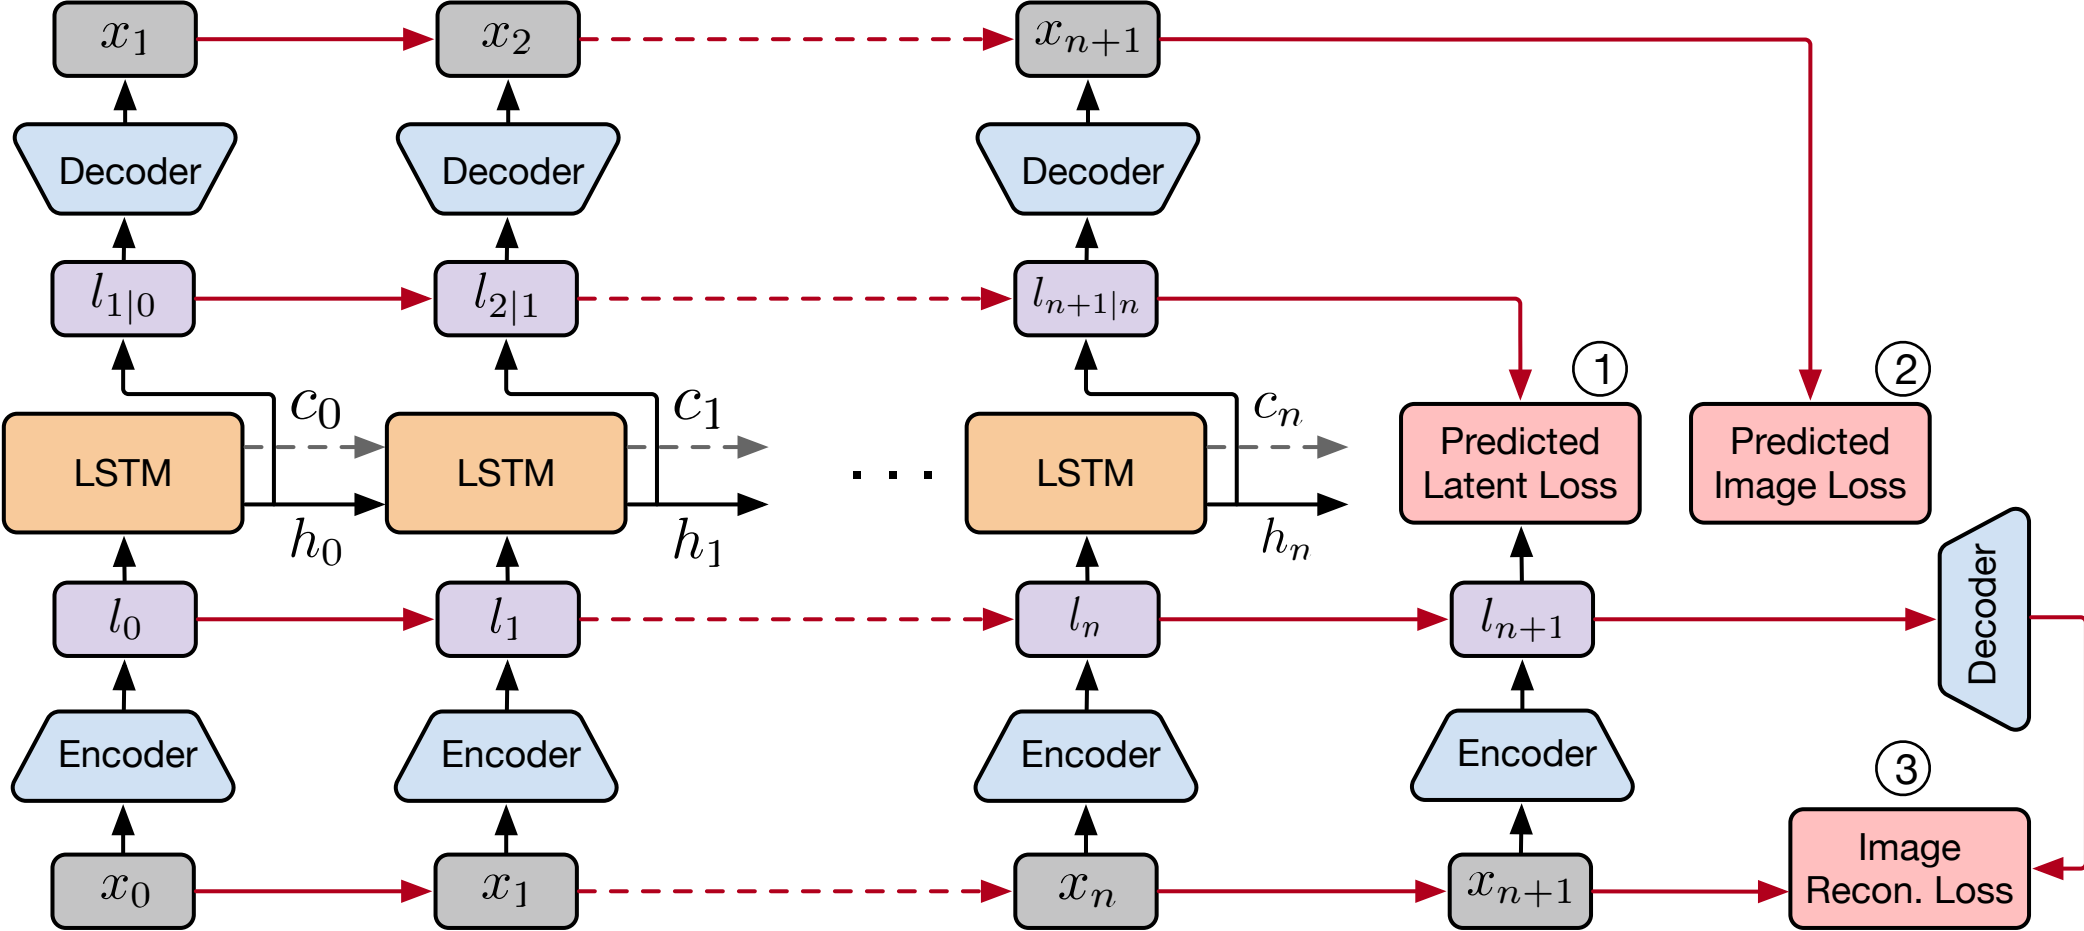 x₁ x₂ xₙ₊₁
Decoder Decoder Decoder
l₁|₀ l₂|₁ lₙ₊₁|ₙ
1 2
c₀ c₁ cₙ
LSTM LSTM . . . LSTM
Predicted
Latent Loss
Predicted
Image Loss
h₀ h₁ hₙ
l₀ l₁ lₙ lₙ₊₁
Decoder
Encoder Encoder Encoder Encoder
3
x₀ x₁ xₙ xₙ₊₁
Image
Recon. Loss